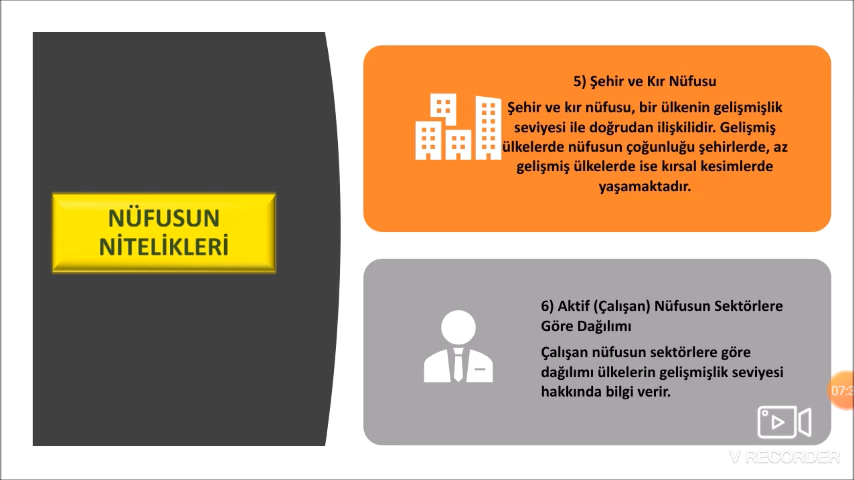 NÜFUSUN
NİTELİKLERİ
5) Şehir ve Kır Nüfusu
Şehir ve kır nüfusu, bir ülkenin gelişmişlik
seviyesi ile doğrudan ilişkilidir. Gelişmiş
ülkelerde nüfusun çoğunluğu şehirlerde, az
gelişmiş ülkelerde ise kırsal kesimlerde
yaşamaktadır.
6) Aktif (Çalışan) Nüfusun Sektörlere
Göre Dağılımı
Çalışan nüfusun sektörlere göre
dağılımı ülkelerin gelişmişlik seviyesi
hakkında bilgi verir.
V RECORDER